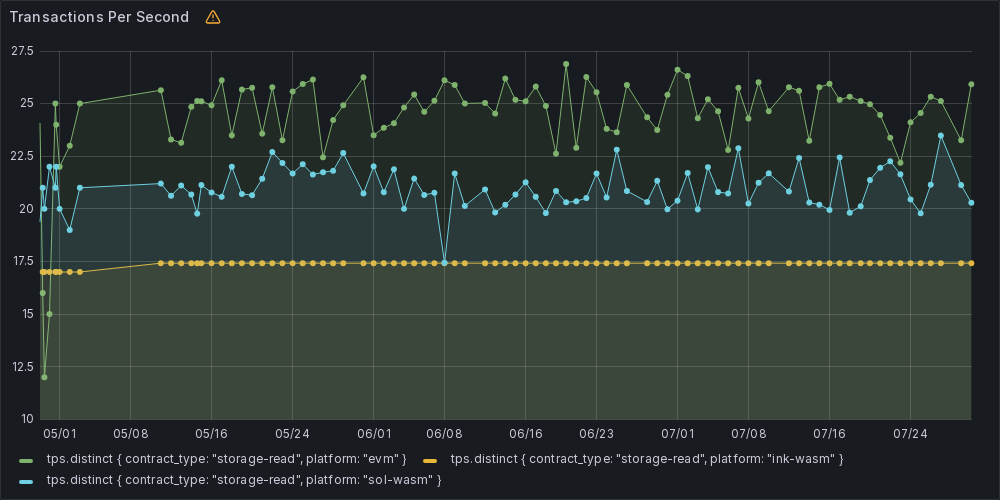 Transactions Per Second
27.5
25
22.5
20
17.5
15
12.5
10
05/01 05/08 05/16 05/24 06/01 06/08 06/16 06/23 07/01 07/08 07/16 07/24
tps.distinct { contract_type: "storage-read", platform: "evm" } tps.distinct { contract_type: "storage-read", platform: "ink-wasm" }
tps.distinct { contract_type: "storage-read", platform: "sol-wasm" }